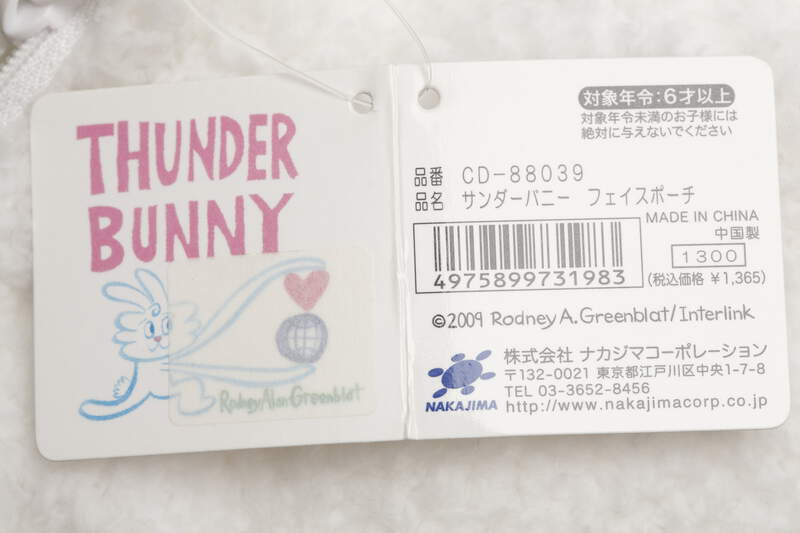 THUNDER
BUNNY
RodneyAlanGreenblat
対象年令:6才以上
対象年令未満のお子様には
絶対に与えないでください
品番 CD-88039
品名 サンダーバニー フェイスポーチ
MADE IN CHINA
中国製
1300
(税込価格 ¥1,365)
4975899731983
©2009 Rodney A. Greenblat/Interlink
NAKAJIMA
株式会社 ナカジマコーポレーション
〒132-0021 東京都江戸川区中央1-7-8
TEL 03-3652-8456
http://www.nakajimacorp.co.jp